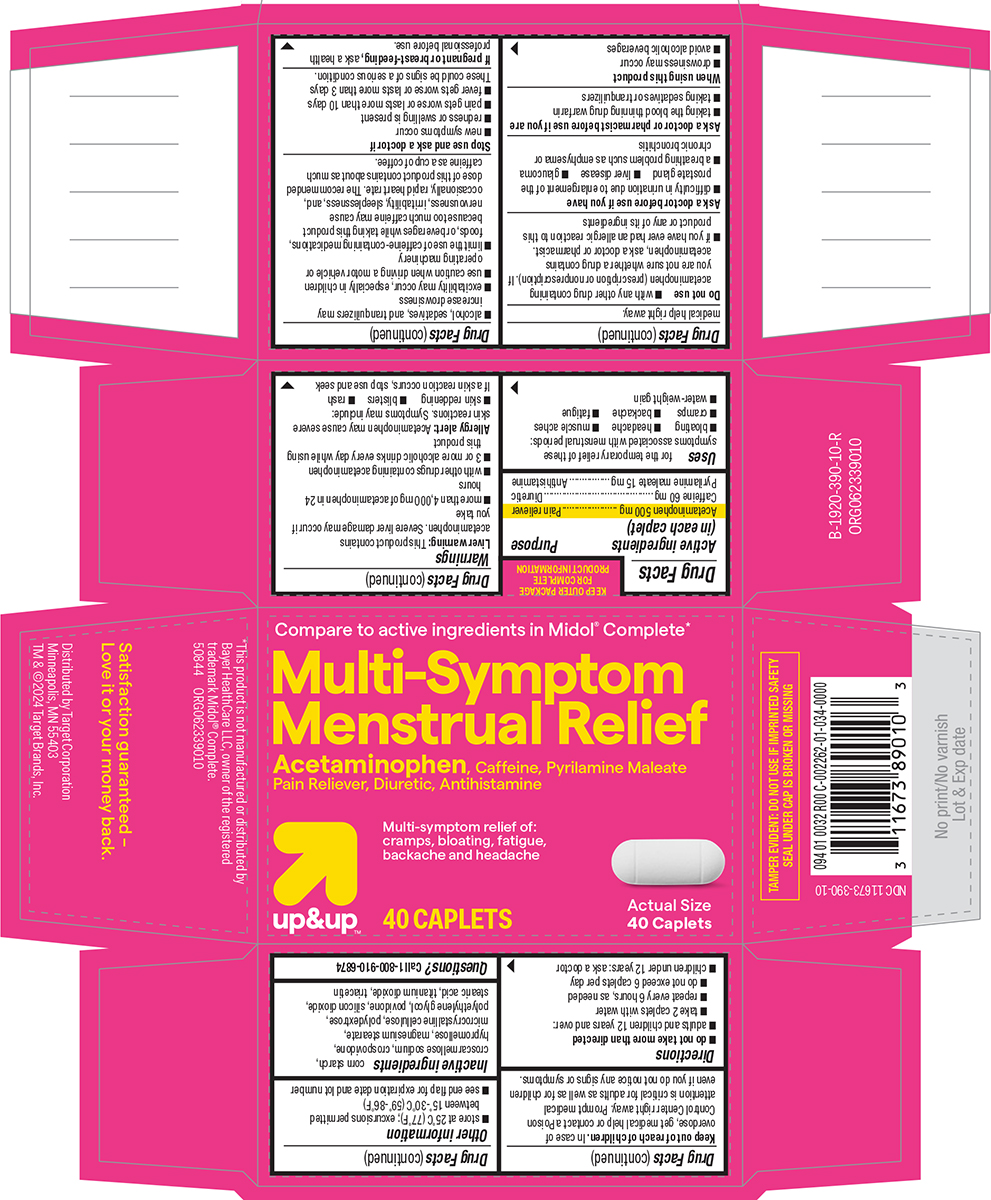 Compare to active ingredients in Midol® Complete*
Multi-Symptom
Menstrual Relief
Acetaminophen, Caffeine, Pyrilamine Maleate
Pain Reliever, Diuretic, Antihistamine
Multi-symptom relief of:
cramps, bloating, fatigue,
backache and headache
up&up™
40 CAPLETS
Actual Size
40 Caplets
KEEP OUTER PACKAGE
FOR COMPLETE
PRODUCT INFORMATION
Drug Facts
Active ingredients Purpose
(in each caplet)
Acetaminophen 500 mg....................Pain reliever
Caffeine 60 mg.......................................Diuretic
Pyrilamine maleate 15 mg...............Antihistamine
Uses for the temporary relief of these
symptoms associated with menstrual periods:
■ bloating ■ headache ■ muscle aches
■ cramps ■ backache ■ fatigue
■ water-weight gain
Drug Facts (continued)
Warnings
Liver warning: This product contains
acetaminophen. Severe liver damage may occur if
you take
■ more than 4,000 mg of acetaminophen in 24
hours
■ with other drugs containing acetaminophen
■ 3 or more alcoholic drinks every day while using
this product
Allergy alert: Acetaminophen may cause severe
skin reactions. Symptoms may include:
■ skin reddening ■ blisters ■ rash
If a skin reaction occurs, stop use and seek
Drug Facts (continued)
medical help right away.
Do not use ■ with any other drug containing
acetaminophen (prescription or nonprescription). If
you are not sure whether a drug contains
acetaminophen, ask a doctor or pharmacist.
■ if you have ever had an allergic reaction to this
product or any of its ingredients
Ask a doctor before use if you have
■ difficulty in urination due to enlargement of the
prostate gland ■ liver disease ■ glaucoma
■ a breathing problem such as emphysema or
chronic bronchitis
Ask a doctor or pharmacist before use if you are
■ taking the blood thinning drug warfarin
■ taking sedatives or tranquilizers
When using this product
■ drowsiness may occur
■ avoid alcoholic beverages
Drug Facts (continued)
■ alcohol, sedatives, and tranquilizers may
increase drowsiness
■ excitability may occur, especially in children
■ use caution when driving a motor vehicle or
operating machinery
■ limit the use of caffeine-containing medications,
foods, or beverages while taking this product
because too much caffeine may cause
nervousness, irritability, sleeplessness, and,
occasionally, rapid heart rate. The recommended
dose of this product contains about as much
caffeine as a cup of coffee.
Stop use and ask a doctor if
■ new symptoms occur
■ redness or swelling is present
■ pain gets worse or lasts more than 10 days
■ fever gets worse or lasts more than 3 days
These could be signs of a serious condition.
If pregnant or breast-feeding, ask a health
professional before use.
Drug Facts (continued)
Keep out of reach of children. In case of
overdose, get medical help or contact a Poison
Control Center right away. Prompt medical
attention is critical for adults as well as for children
even if you do not notice any signs or symptoms.
Directions
■ do not take more than directed
■ adults and children 12 years and over:
■ take 2 caplets with water
■ repeat every 6 hours, as needed
■ do not exceed 6 caplets per day
■ children under 12 years: ask a doctor
Drug Facts (continued)
Other information
■ store at 25°C (77°F); excursions permitted
between 15°-30°C (59°-86°F)
■ see end flap for expiration date and lot number
Inactive ingredients corn starch,
croscarmellose sodium, crospovidone,
hypromellose, magnesium stearate,
microcrystalline cellulose, polydextrose,
polyethylene glycol, povidone, silicon dioxide,
stearic acid, titanium dioxide, triacetin
Questions? Call 1-800-910-6874
B-1920-390-10-R
ORG062339010
*This product is not manufactured or distributed by
Bayer HealthCare LLC, owner of the registered
trademark Midol® Complete.
50844 ORG062339010
Satisfaction guaranteed –
Love it or your money back.
Distributed by Target Corporation
Minneapolis, MN 55403
TM & ©2024 Target Brands, Inc.
TAMPER EVIDENT: DO NOT USE IF IMPRINTED SAFETY
SEAL UNDER CAP IS BROKEN OR MISSING
094 01 0032 R00 C-002262-01-034-0000
3 11673 89010 3
NDC 11673-390-10
No print/No varnish
Lot & Exp date